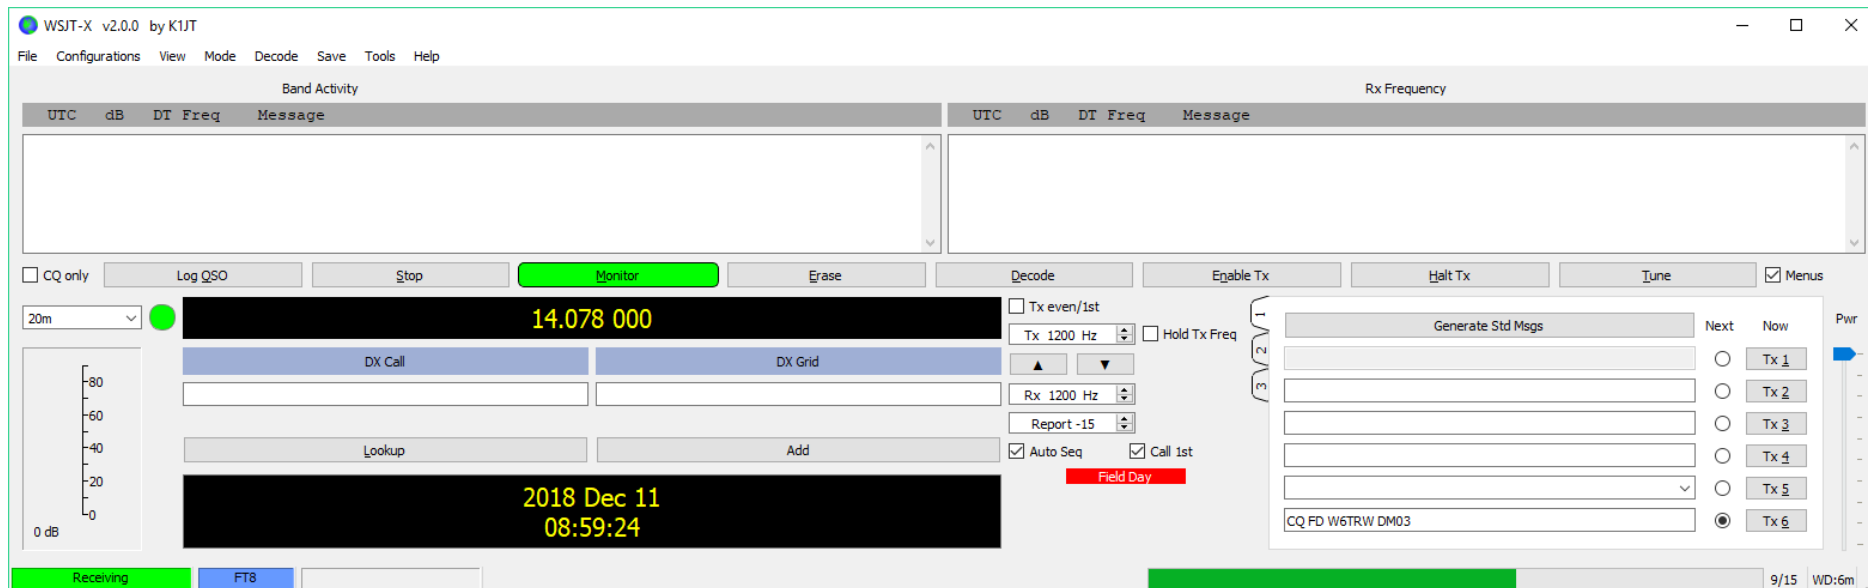 WSJT-X v2.0.0 by K1JT
File Configurations View Mode Decode Save Tools Help
Band Activity
Rx Frequency
UTC dB DT Freq Message
UTC dB DT Freq Message
CQ only Log QSO Stop Monitor Erase Decode Enable Tx Halt Tx Tune Menus
20m
14.078 000
DX Call DX Grid
Lookup Add
80
60
40
20
0
0 dB
2018 Dec 11
08:59:24
Tx even/1st
Tx 1200 Hz Hold Tx Freq
▲ ▼
Rx 1200 Hz
Report -15
Auto Seq Call 1st
Field Day
1
2
3
Generate Std Msgs Next Now
Tx 1
Tx 2
Tx 3
Tx 4
Tx 5
CQ FD W6TRW DM03 Tx 6
Pwr
Receiving FT8 9/15 WD:6m